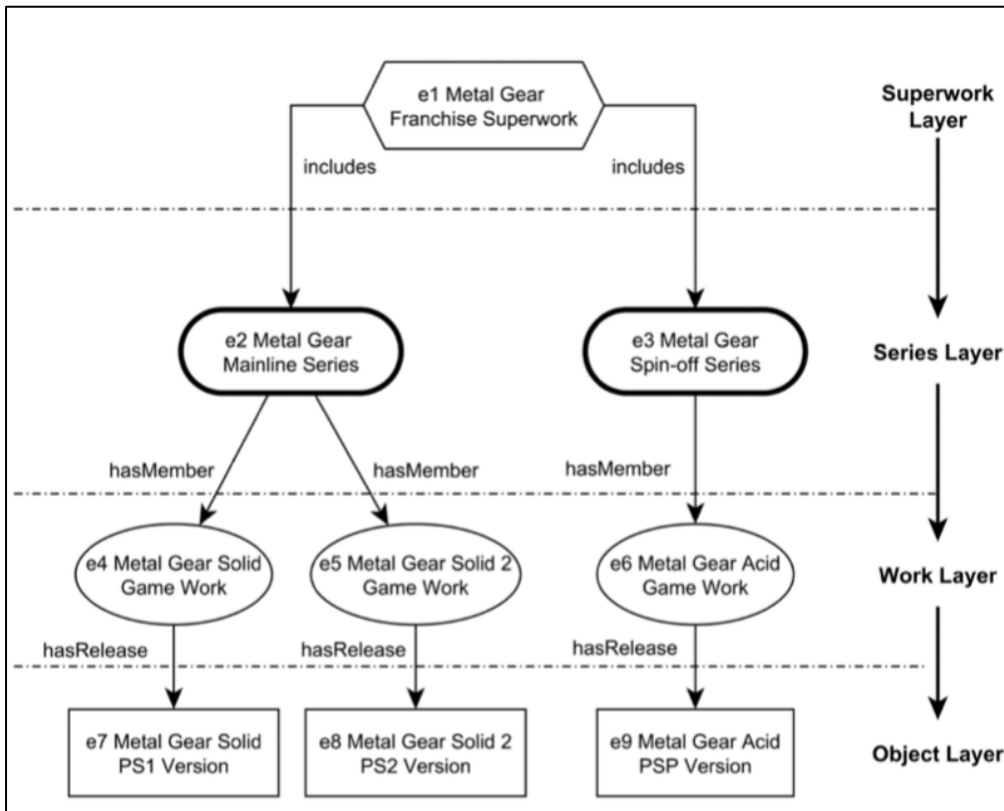 e1 Metal Gear
Franchise Superwork
Superwork
Layer
includes
includes
e2 Metal Gear
Mainline Series
e3 Metal Gear
Spin-off Series
Series Layer
hasMember
hasMember
hasMember
e4 Metal Gear Solid
Game Work
e5 Metal Gear Solid 2
Game Work
e6 Metal Gear Acid
Game Work
Work Layer
hasRelease
hasRelease
hasRelease
e7 Metal Gear Solid
PS1 Version
e8 Metal Gear Solid 2
PS2 Version
e9 Metal Gear Acid
PSP Version
Object Layer